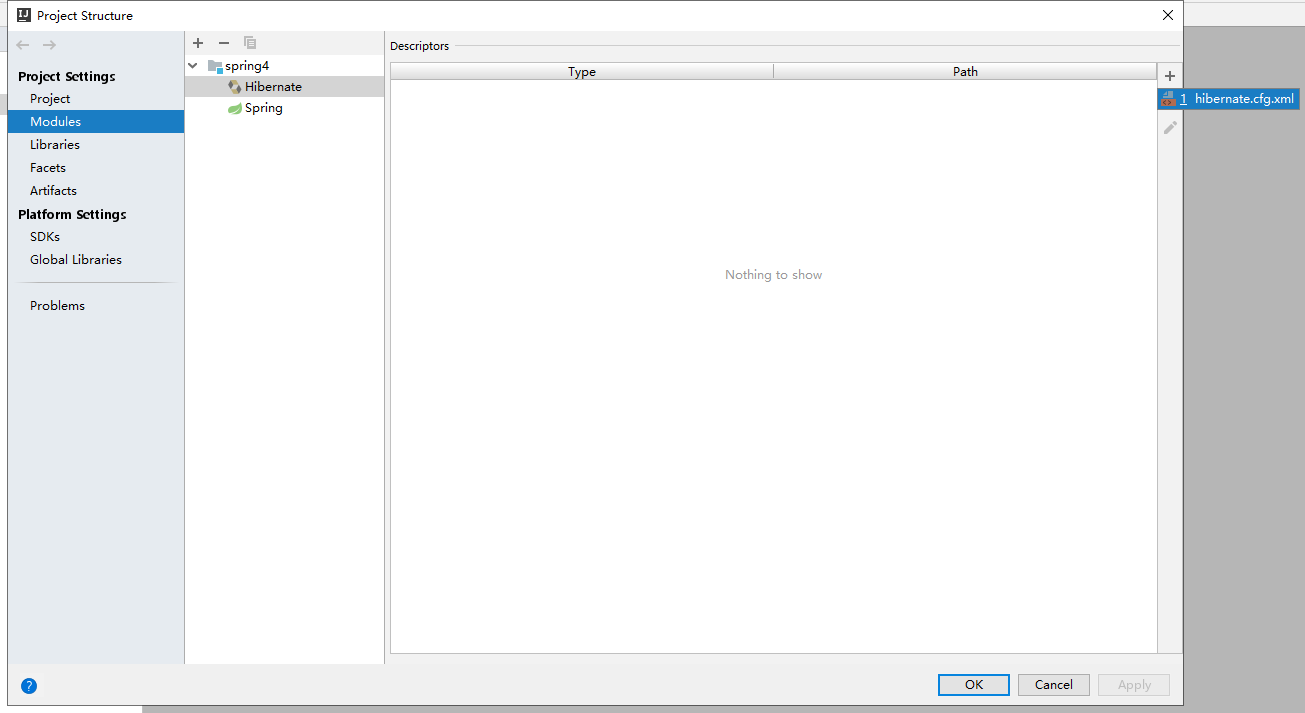 Project Structure
Project Settings
Project
Modules
Libraries
Facets
Artifacts
Platform Settings
SDKs
Global Libraries
Problems
spring4
Hibernate
Spring
Descriptors
Type Path
1 hibernate.cfg.xml
Nothing to show
?
OK Cancel Apply